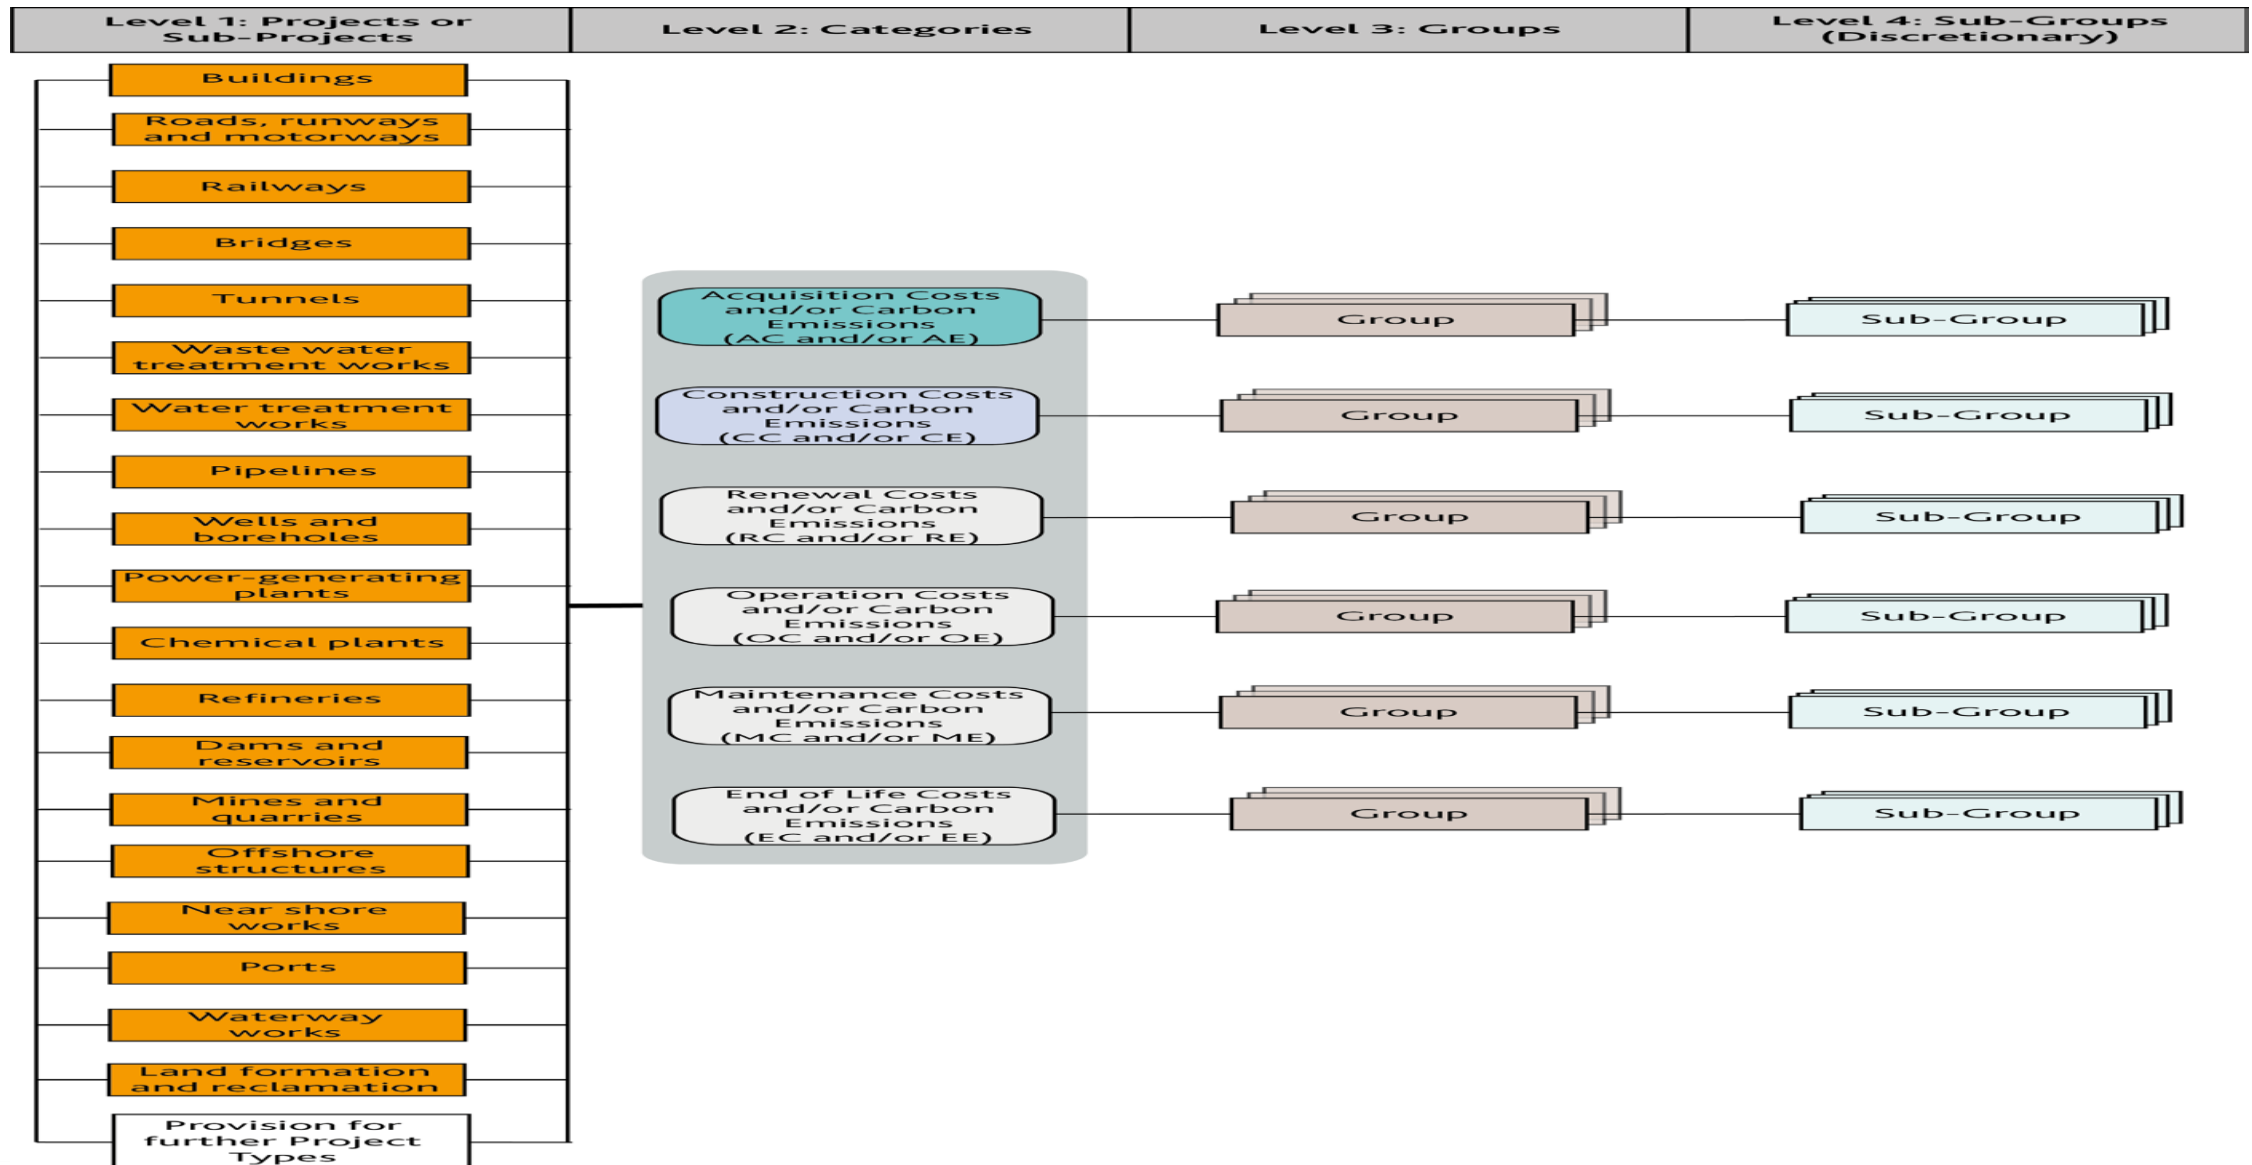 Level 1: Projects or
Sub-Projects
Level 2: Categories
Level 3: Groups
Level 4: Sub-Groups
(Discretionary)
Buildings
Roads, runways
and motorways
Railways
Bridges
Tunnels
Waste water
treatment works
Water treatment
works
Pipelines
Wells and
boreholes
Power-generating
plants
Chemical plants
Refineries
Dams and
reservoirs
Mines and
quarries
Offshore
structures
Near shore
works
Ports
Waterway
works
Land formation
and reclamation
Provision for
further Project
Types
Acquisition Costs
and/or Carbon
Emissions
(AC and/or AE)
Group
Sub-Group
Construction Costs
and/or Carbon
Emissions
(CC and/or CE)
Group
Sub-Group
Renewal Costs
and/or Carbon
Emissions
(RC and/or RE)
Group
Sub-Group
Operation Costs
and/or Carbon
Emissions
(OC and/or OE)
Group
Sub-Group
Maintenance Costs
and/or Carbon
Emissions
(MC and/or ME)
Group
Sub-Group
End of Life Costs
and/or Carbon
Emissions
(EC and/or EE)
Group
Sub-Group